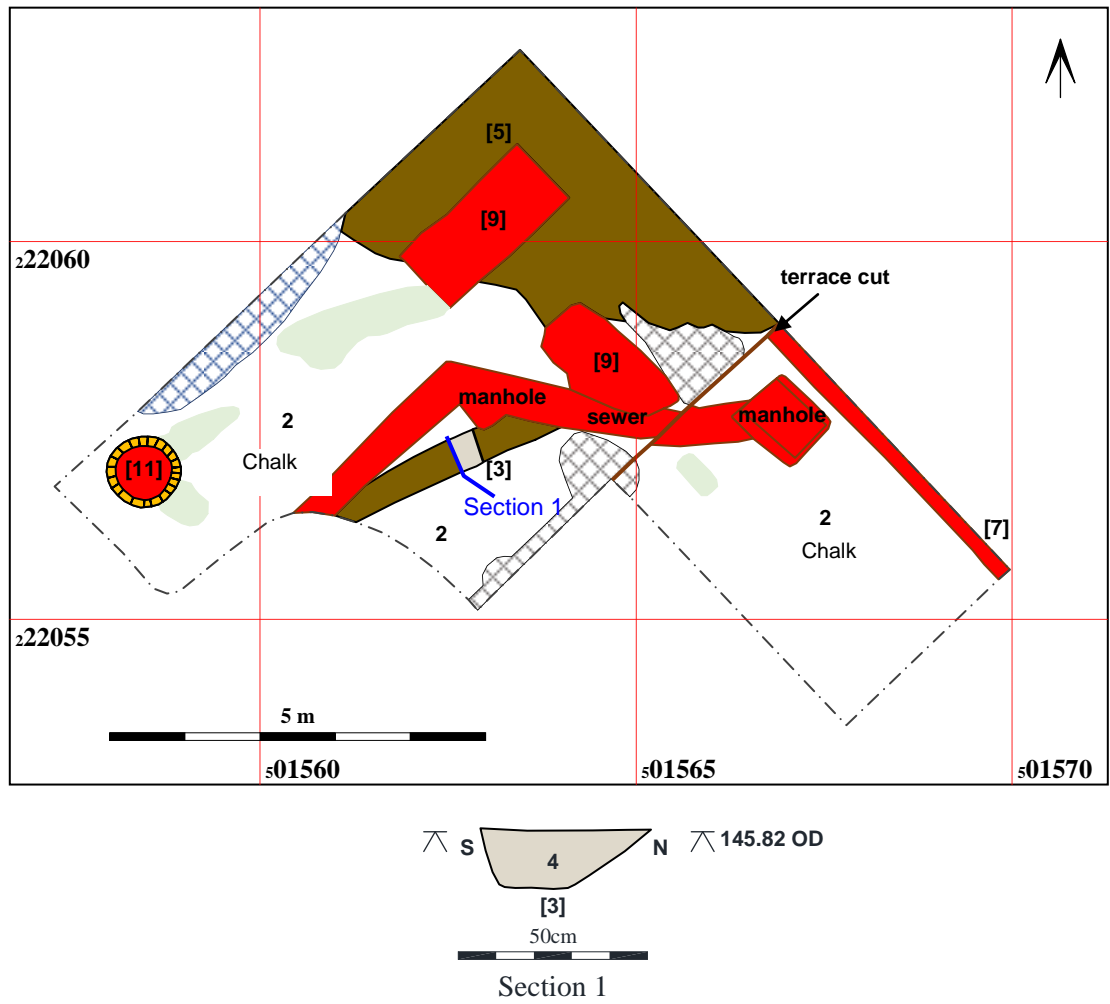 [5]
[9]
222060
terrace cut
[9]
manhole
sewer
manhole
2
Chalk
[11]
[3]
Section 1
2
2
Chalk
[7]
222055
5 m
501560
501565
501570
S
4
N
145.82 OD
[3]
50cm
Section 1